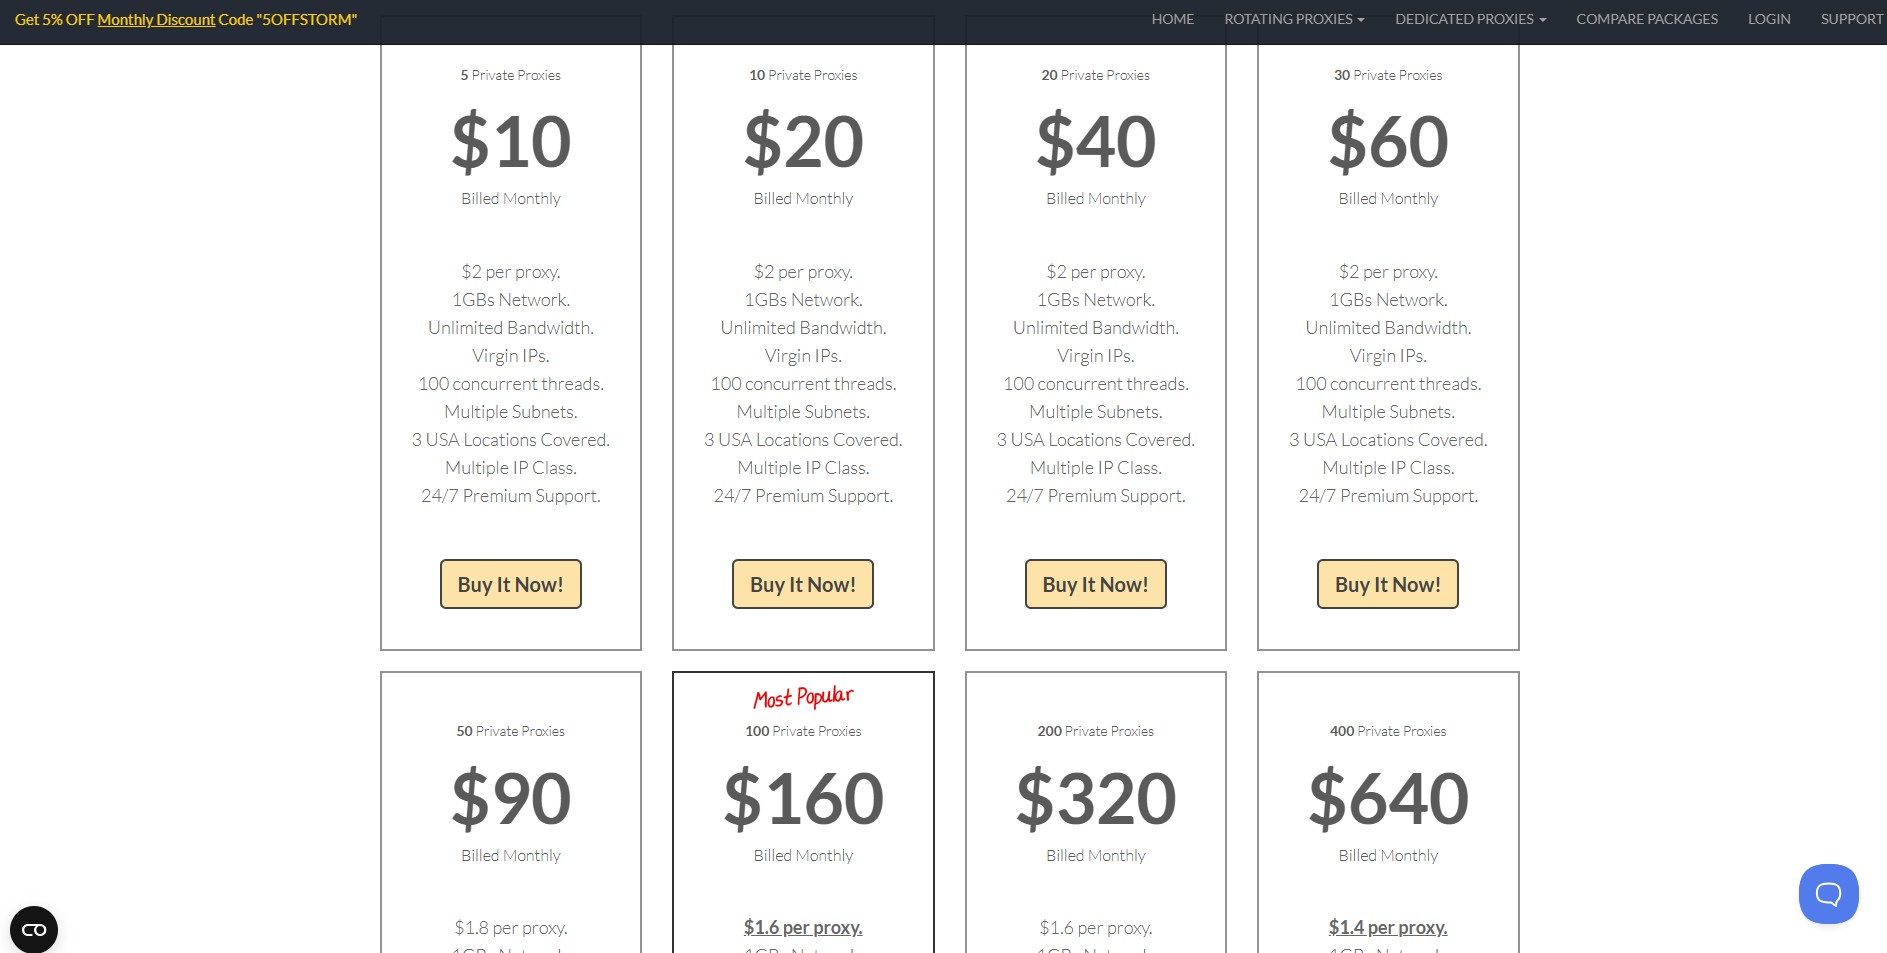 Get 5% OFF Monthly Discount Code "5OFFSTORM"
HOME ROTATING PROXIES DEDICATED PROXIES COMPARE PACKAGES LOGIN SUPPORT
5 Private Proxies
$10
Billed Monthly
$2 per proxy.
1GBs Network.
Unlimited Bandwidth.
Virgin IPs.
100 concurrent threads.
Multiple Subnets.
3 USA Locations Covered.
Multiple IP Class.
24/7 Premium Support.
Buy It Now!
10 Private Proxies
$20
Billed Monthly
$2 per proxy.
1GBs Network.
Unlimited Bandwidth.
Virgin IPs.
100 concurrent threads.
Multiple Subnets.
3 USA Locations Covered.
Multiple IP Class.
24/7 Premium Support.
Buy It Now!
20 Private Proxies
$40
Billed Monthly
$2 per proxy.
1GBs Network.
Unlimited Bandwidth.
Virgin IPs.
100 concurrent threads.
Multiple Subnets.
3 USA Locations Covered.
Multiple IP Class.
24/7 Premium Support.
Buy It Now!
30 Private Proxies
$60
Billed Monthly
$2 per proxy.
1GBs Network.
Unlimited Bandwidth.
Virgin IPs.
100 concurrent threads.
Multiple Subnets.
3 USA Locations Covered.
Multiple IP Class.
24/7 Premium Support.
Buy It Now!
50 Private Proxies
$90
Billed Monthly
$1.8 per proxy.
Most Popular
100 Private Proxies
$160
Billed Monthly
$1.6 per proxy.
200 Private Proxies
$320
Billed Monthly
$1.6 per proxy.
400 Private Proxies
$640
Billed Monthly
$1.4 per proxy.